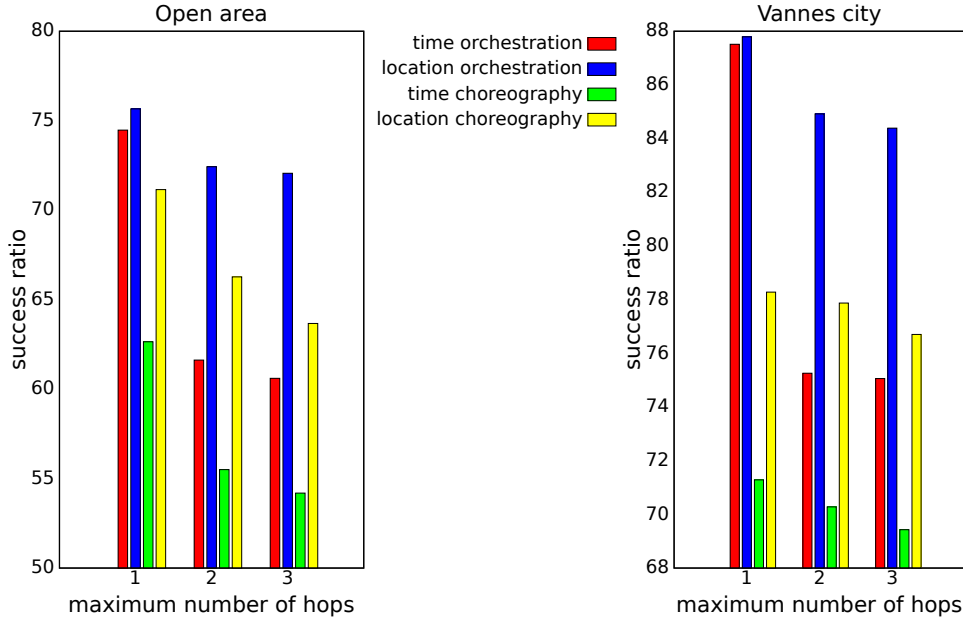 Open area
80
75
70
65
60
55
50
success ratio
1 2 3
maximum number of hops
time orchestration
location orchestration
time choreography
location choreography
Vannes city
88
86
84
82
80
78
76
74
72
70
68
success ratio
1 2 3
maximum number of hops